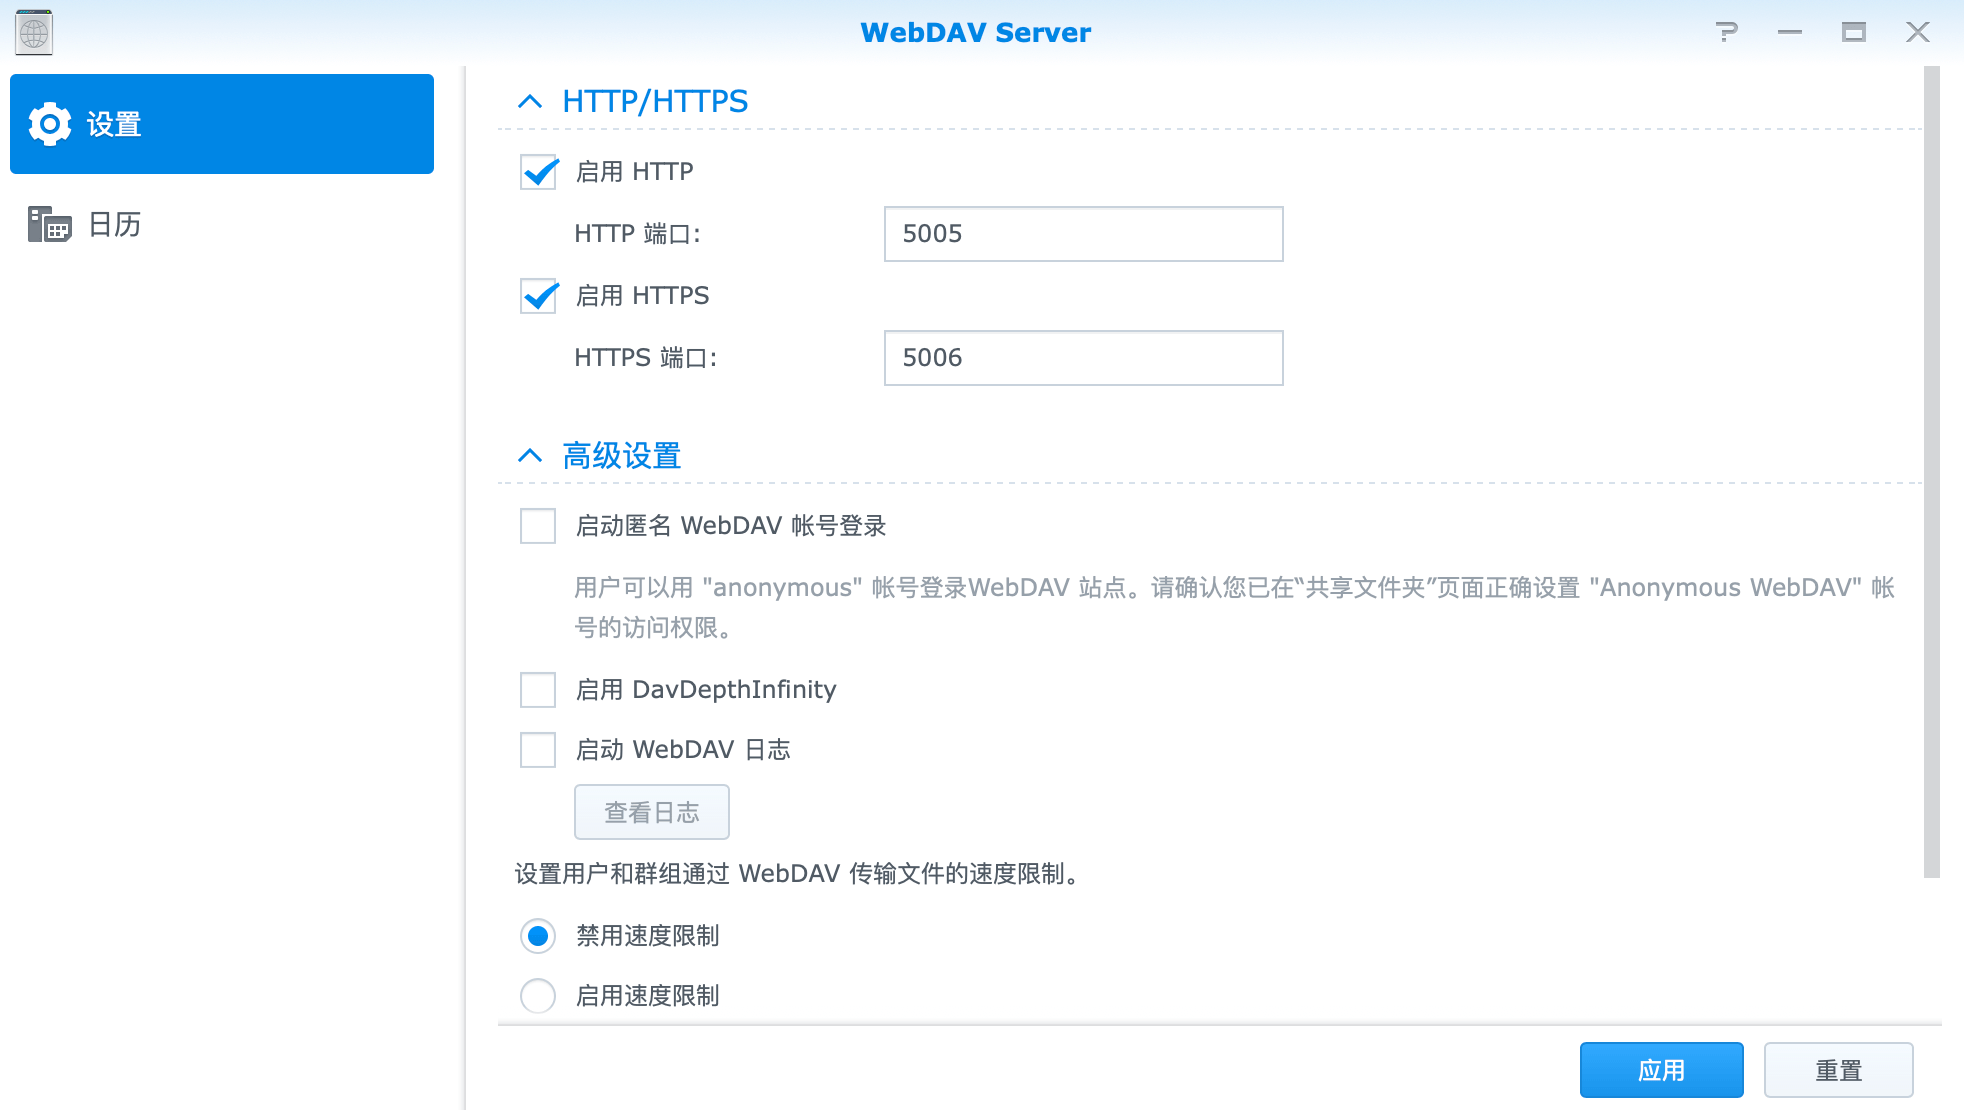 WebDAV Server
设置
日历
HTTP/HTTPS
启用 HTTP
HTTP 端口: 5005
启用 HTTPS
HTTPS 端口: 5006
高级设置
启动匿名 WebDAV 帐号登录
用户可以用 "anonymous" 帐号登录WebDAV 站点。请确认您已在“共享文件夹”页面正确设置 "Anonymous WebDAV" 帐
号的访问权限。
启用 DavDepthInfinity
启动 WebDAV 日志
查看日志
设置用户和群组通过 WebDAV 传输文件的速度限制。
禁用速度限制
启用速度限制
应用 重置